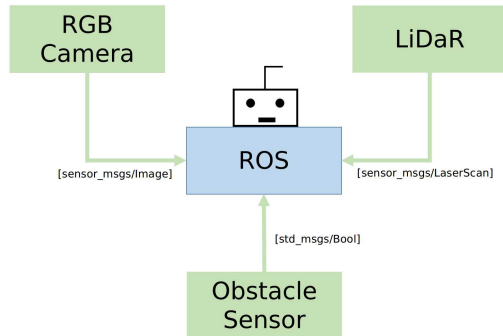 RGB
Camera
LiDaR
ROS
[sensor_msgs/Image]
[sensor_msgs/LaserScan]
[std_msgs/Bool]
Obstacle
Sensor